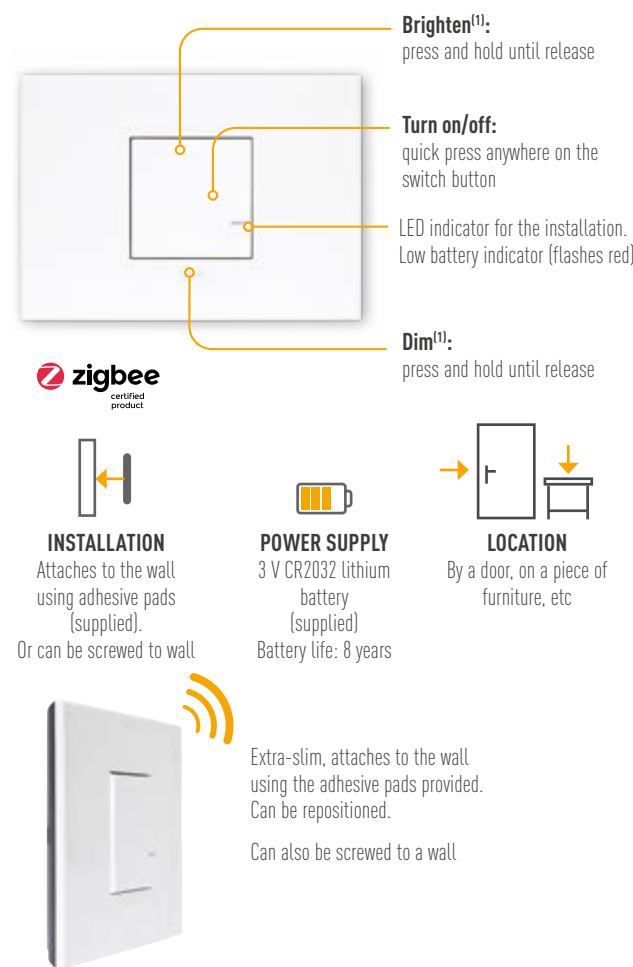 Brighten(1):
press and hold until release
Turn on/off:
quick press anywhere on the
switch button
LED indicator for the installation.
Low battery indicator (flashes red)
Dim(1):
press and hold until release
zigbee
certified
product
INSTALLATION
Attaches to the wall
using adhesive pads
(supplied).
Or can be screwed to wall
POWER SUPPLY
3 V CR2032 lithium
battery
(supplied)
Battery life: 8 years
LOCATION
By a door, on a piece of
furniture, etc
Extra-slim, attaches to the wall
using the adhesive pads provided.
Can be repositioned.
Can also be screwed to a wall